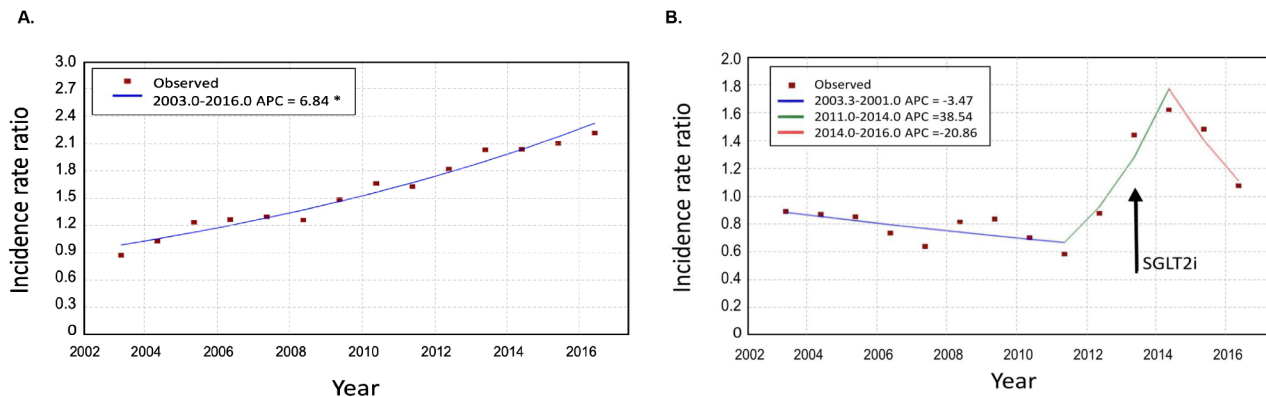 A.
3.0
2.7
2.4
2.1
1.8
1.5
1.2
0.9
0.6
0.3
0
Incidence rate ratio
Observed
2003.0-2016.0 APC = 6.84 *
2002 2004 2006 2008 2010 2012 2014 2016
Year
B.
2.0
1.8
1.6
1.4
1.2
1.0
0.8
0.6
0.4
0.2
0
Incidence rate ratio
Observed
2003.3-2001.0 APC = -3.47
2011.0-2014.0 APC =38.54
2014.0-2016.0 APC =-20.86
SGLT2i
2002 2004 2006 2008 2010 2012 2014 2016
Year